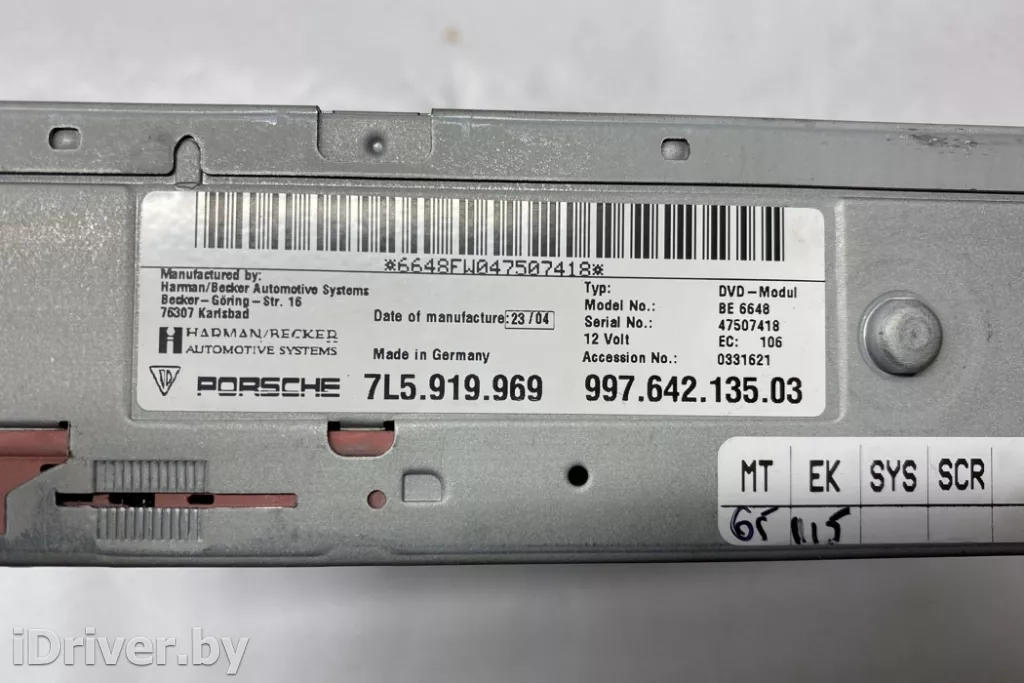 *6648FW047507418*
Manufactured by:
Harman/Becker Automotive Systems
Becker-Göring-Str. 16
76307 Karlsbad
HARMAN/BECKER
AUTOMOTIVE SYSTEMS
Date of manufacture: 23/04
Made in Germany
Typ: DVD-Modul
Model No.: BE 6648
Serial No.: 47507418
12 Volt EC: 106
Accession No.: 0331621
PORSCHE 7L5.919.969 997.642.135.03
MT EK SYS SCR
65
iDriver.by